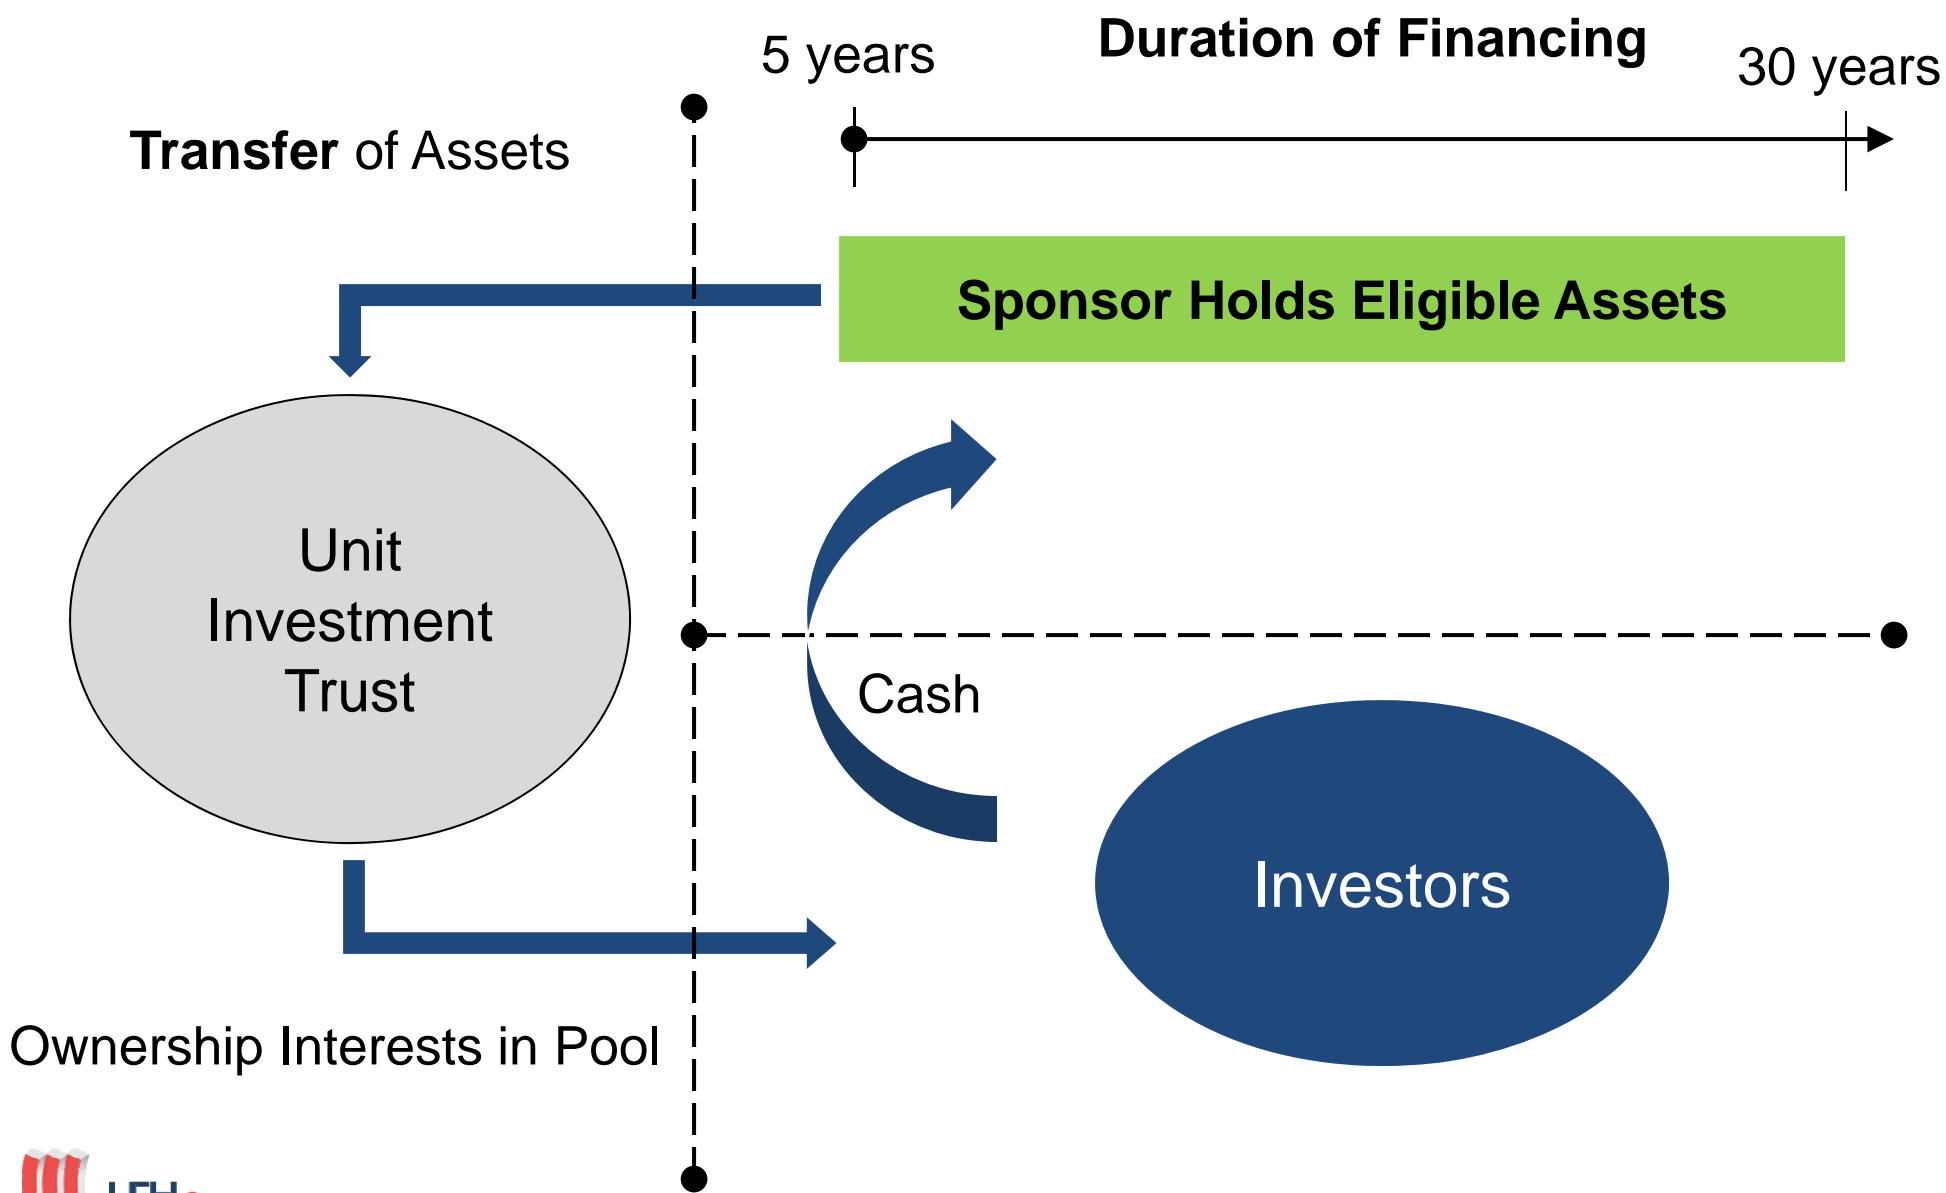 Duration of Financing
5 years
30 years
Transfer of Assets
Sponsor Holds Eligible Assets
Unit
Investment
Trust
Cash
Investors
Ownership Interests in Pool